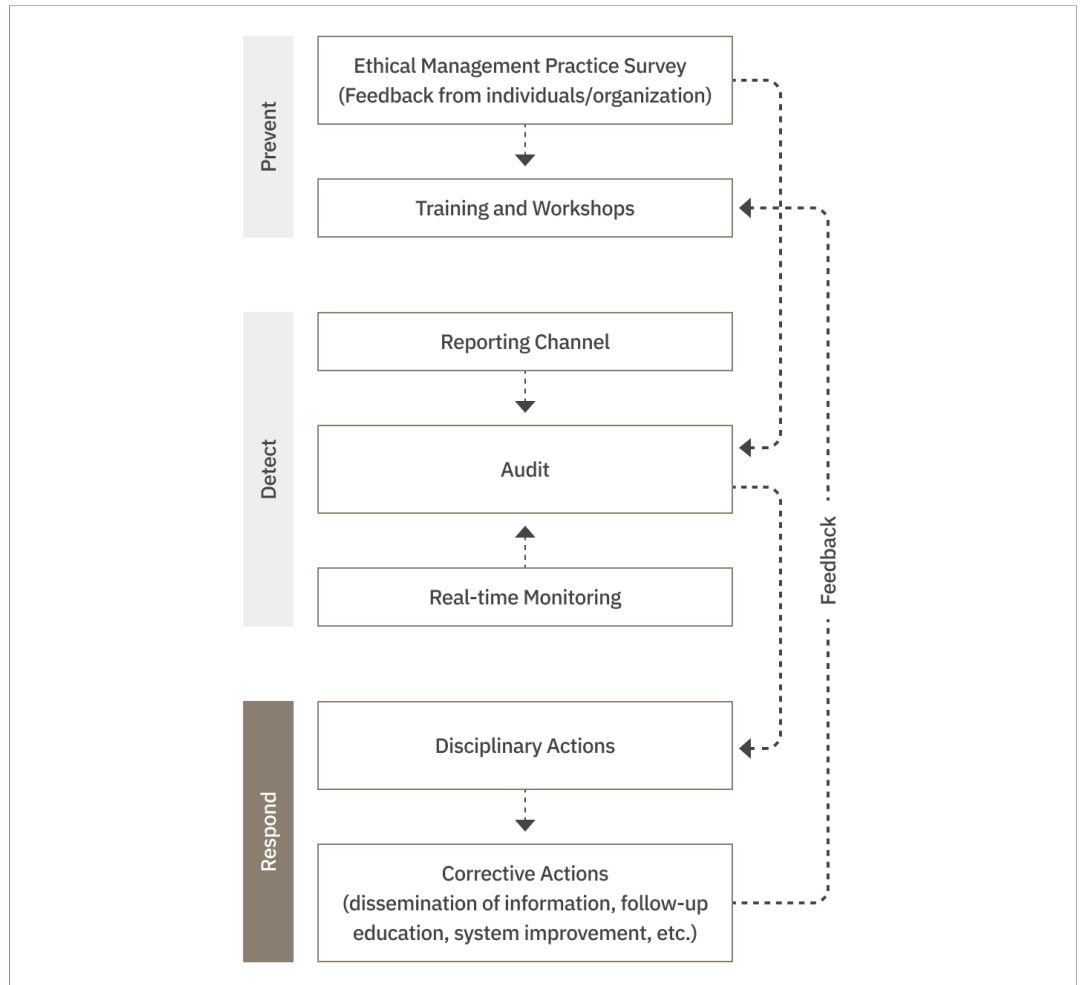 Prevent
Ethical Management Practice Survey
(Feedback from individuals/organization)
Training and Workshops
Detect
Reporting Channel
Audit
Real-time Monitoring
Feedback
Respond
Disciplinary Actions
Corrective Actions
(dissemination of information, follow-up
education, system improvement, etc.)